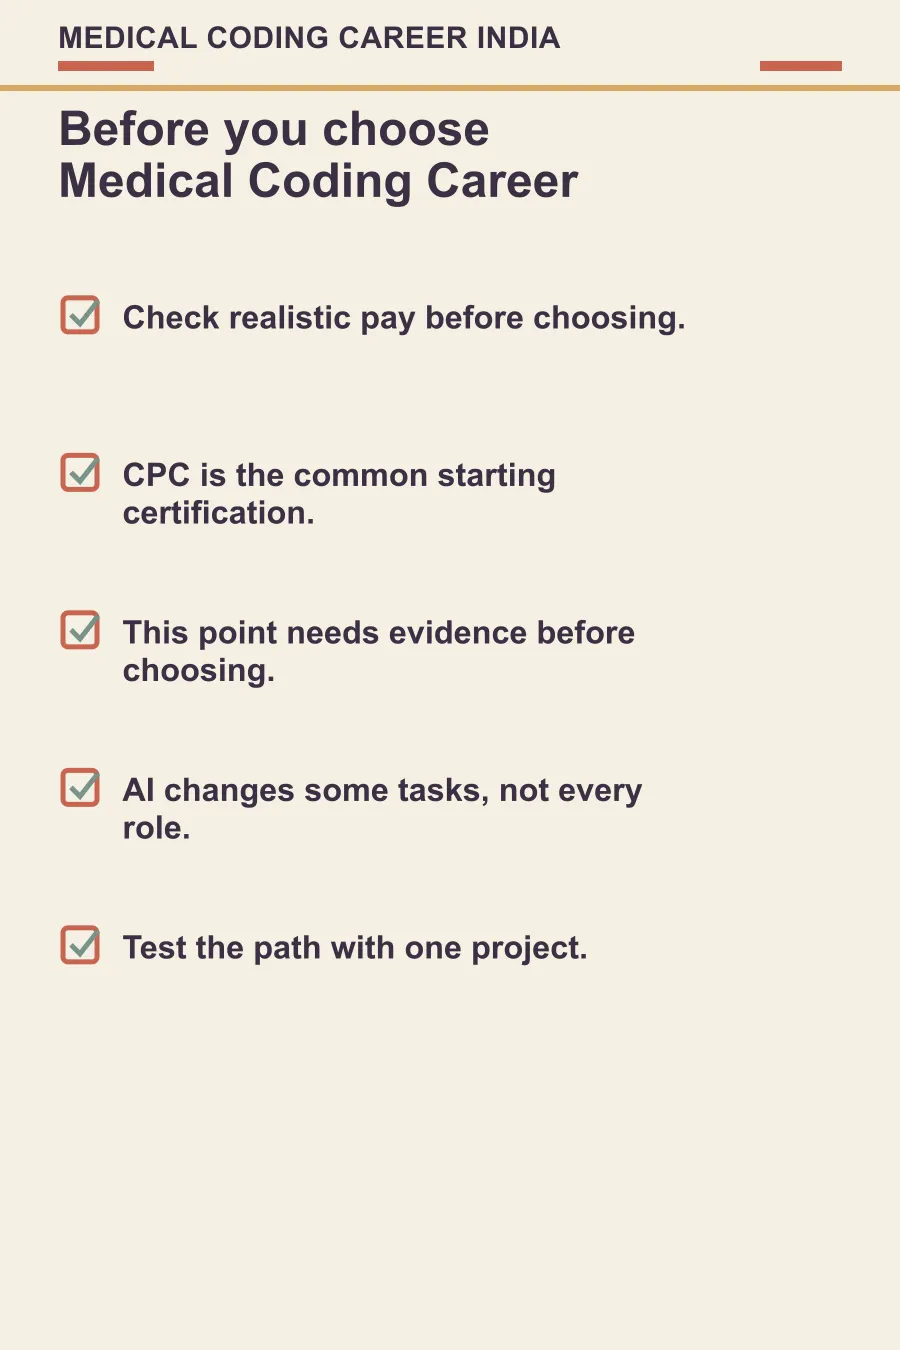 MEDICAL CODING CAREER INDIA
Before you choose
Medical Coding Career
Check realistic pay before choosing.
CPC is the common starting
certification.
This point needs evidence before
choosing.
AI changes some tasks, not every
role.
Test the path with one project.